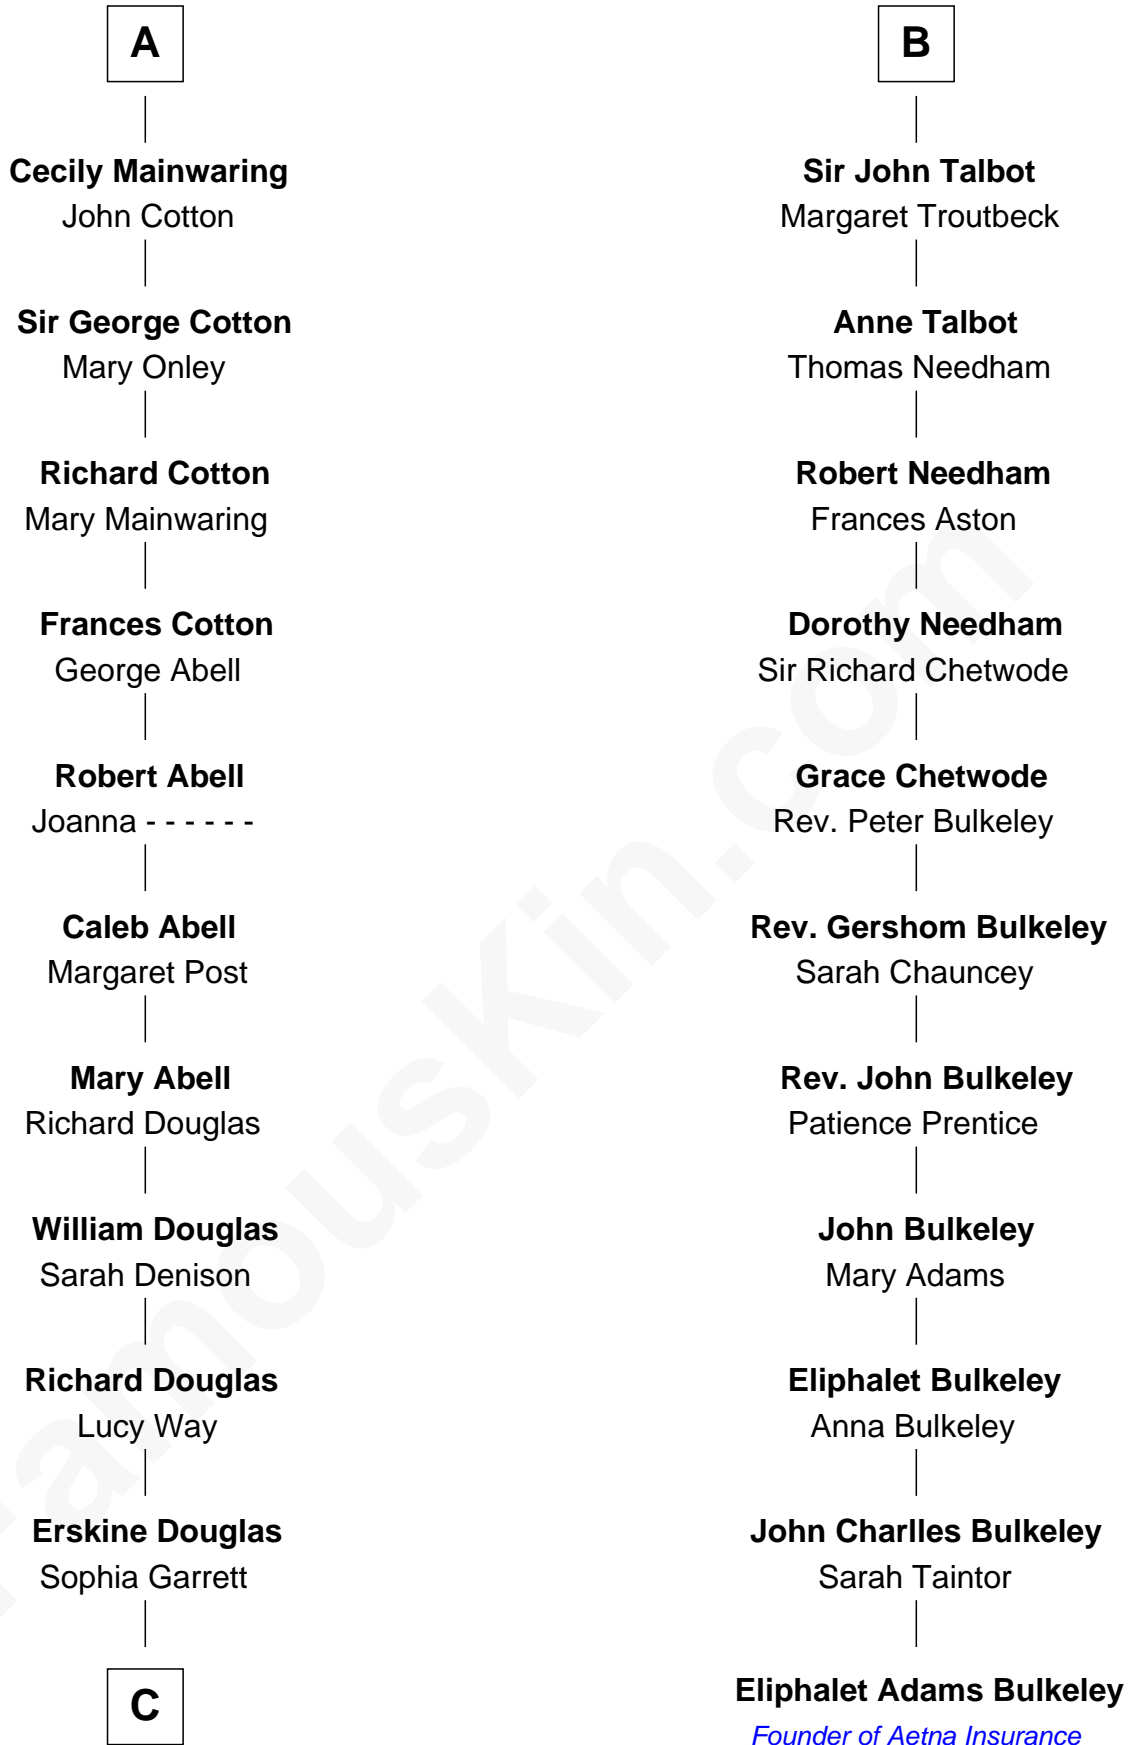 A
Cecily Mainwaring
John Cotton
Sir George Cotton
Mary Onley
Richard Cotton
Mary Mainwaring
Frances Cotton
George Abell
Robert Abell
Joanna - - - - - -
Caleb Abell
Margaret Post
Mary Abell
Richard Douglas
William Douglas
Sarah Denison
Richard Douglas
Lucy Way
Erskine Douglas
Sophia Garrett
C
B
Sir John Talbot
Margaret Troutbeck
Anne Talbot
Thomas Needham
Robert Needham
Frances Aston
Dorothy Needham
Sir Richard Chetwode
Grace Chetwode
Rev. Peter Bulkeley
Rev. Gershom Bulkeley
Sarah Chauncey
Rev. John Bulkeley
Patience Prentice
John Bulkeley
Mary Adams
Eliphalet Bulkeley
Anna Bulkeley
John Charlles Bulkeley
Sarah Taintor
Eliphalet Adams Bulkeley
Founder of Aetna Insurance
FamousKin.com